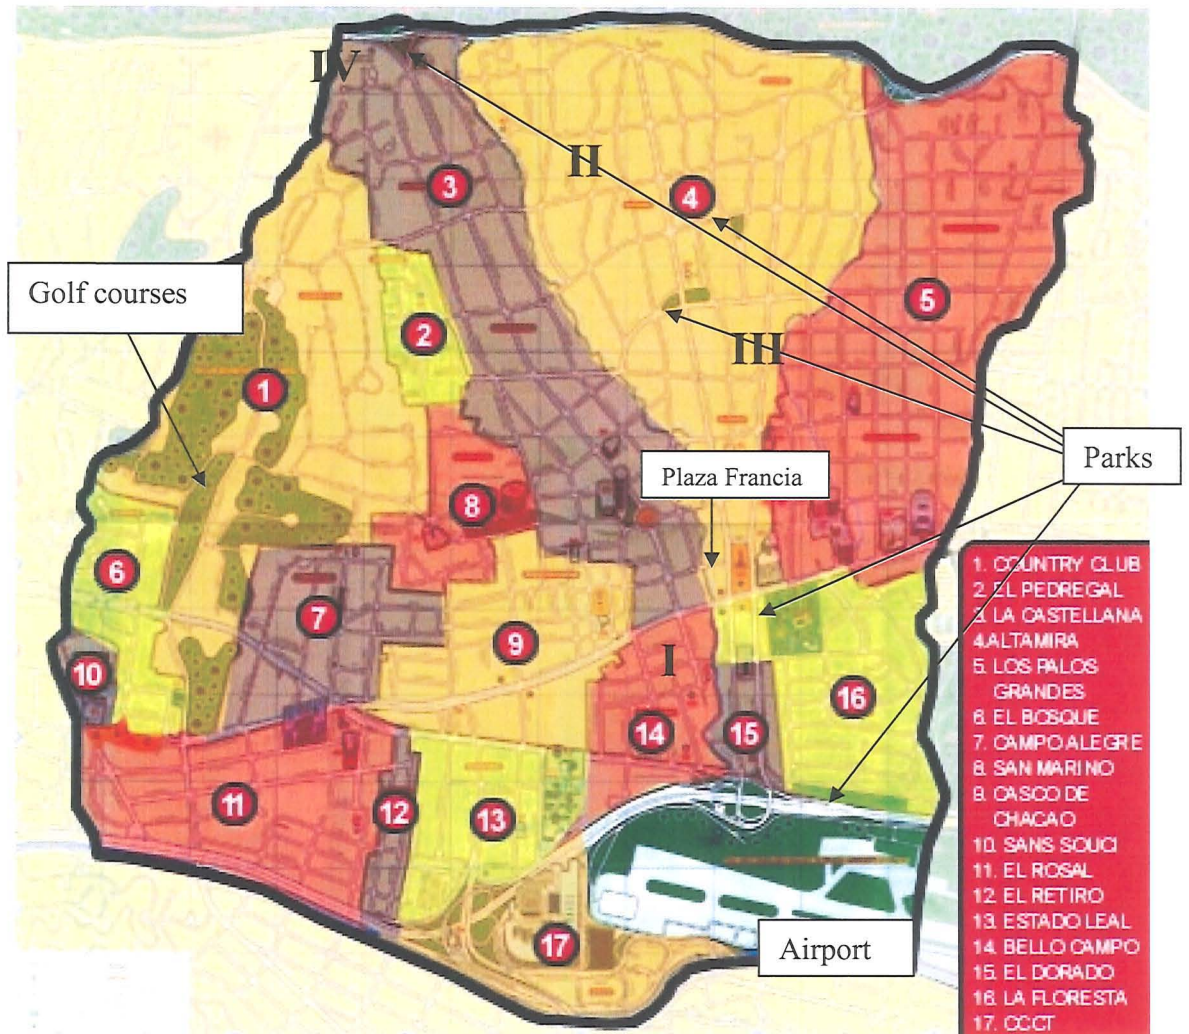 IV
II
3
4
Golf courses
5
2
III
1
Parks
Plaza Francia
8
6
7
9
I
10
16
14
15
11
12
13
17
Airport
1. COUNTRY CLUB
2. EL PEDREGAL
3. LA CASTELLANA
4.ALTAMIRA
5. LOS PALOS
GRANDES
6. EL BOSQUE
7. CAMPO ALEGRE
8. SAN MARINO
9. CASCO DE
CHACAO
10. SANS SOUCI
11. EL ROSAL
12. EL RETIRO
13. ESTADO LEAL
14. BELLO CAMPO
15. EL DORADO
16. LA FLORESTA
17. CCCT